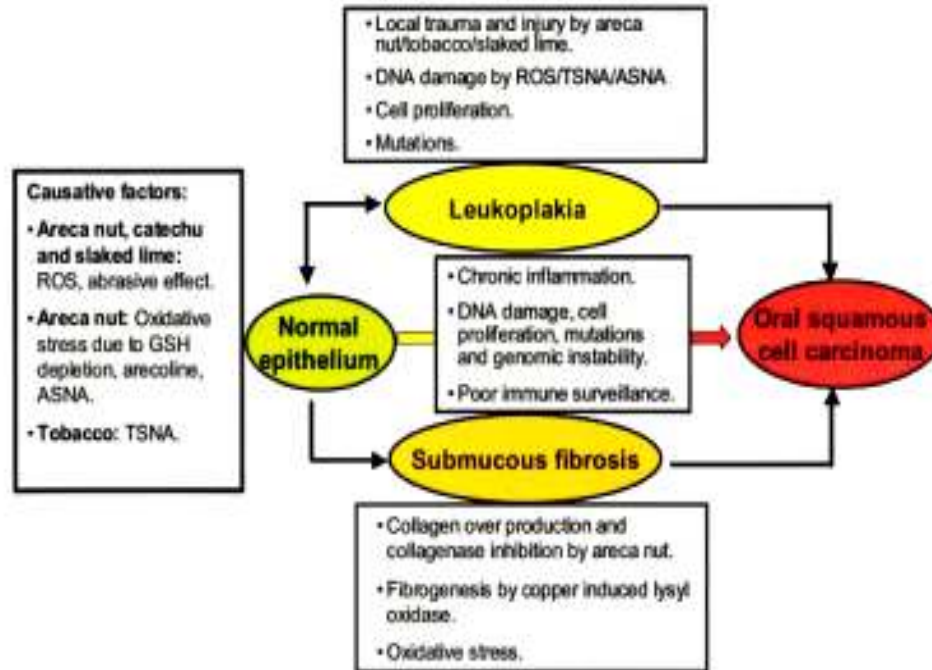 • Local trauma and injury by areca
nut/tobacco/slaked lime.
• DNA damage by ROS/TSNA/ASNA
• Cell proliferation.
• Mutations.
Causative factors:
• Areca nut, catechu
and slaked lime:
ROS, abrasive effect.
• Areca nut: Oxidative
stress due to GSH
depletion, arecoline,
ASNA.
• Tobacco: TSNA.
Leukoplakia
Normal
epithelium
• Chronic inflammation.
• DNA damage, cell
proliferation, mutations
and genomic instability.
• Poor immune surveillance.
Oral squamous
cell carcinoma
Submucous fibrosis
• Collagen over production and
collagenase inhibition by areca nut.
• Fibrogenesis by copper induced lysyl
oxidase.
• Oxidative stress.